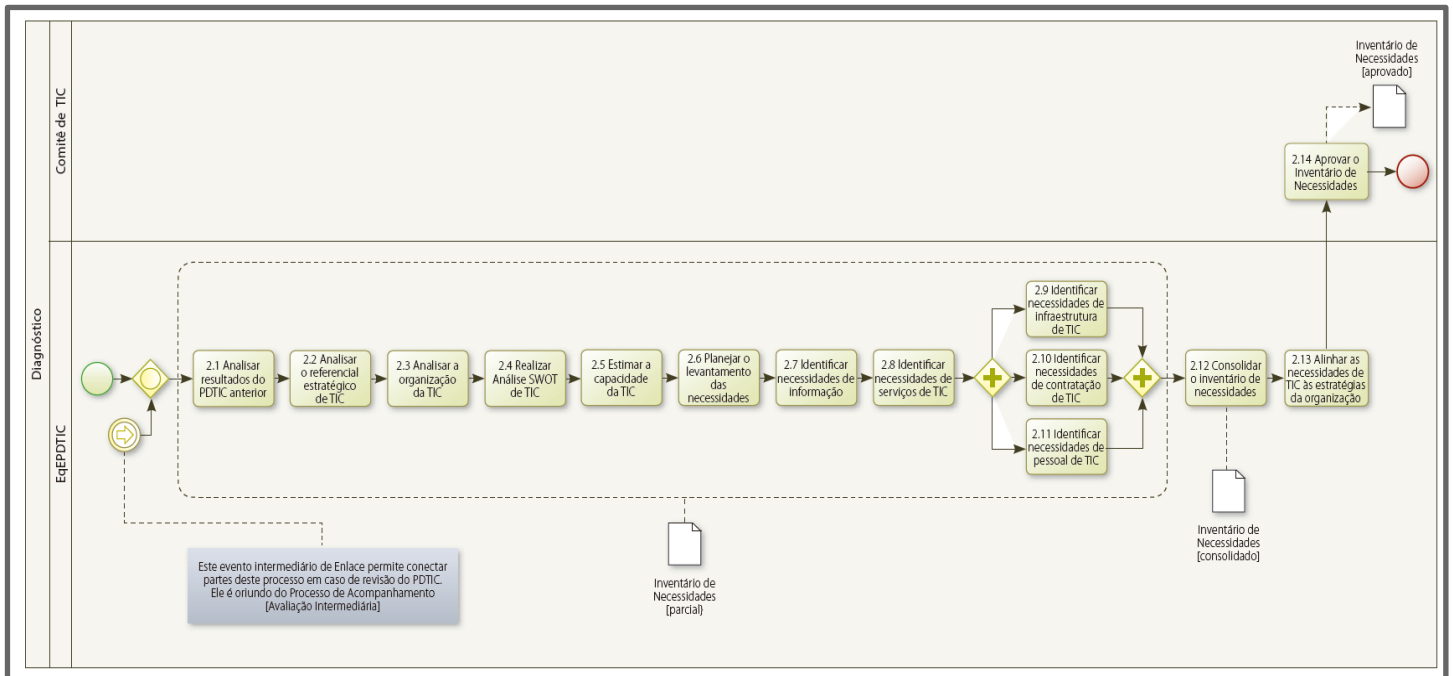 Diagnóstico
Comitê de TIC
Inventário de
Necessidades
[aprovado]
2.14 Aprovar o
Inventário de
Necessidades
EqEPDTIC
2.1 Analisar
resultados do
PDTIC anterior
2.2 Analisar
o referencial
estratégico
de TIC
2.3 Analisar a
organização
da TIC
2.4 Realizar
Análise SWOT
de TIC
2.5 Estimar a
capacidade
da TIC
2.6 Planejar o
levantamento
das
necessidades
2.7 Identificar
necessidades de
informação
2.8 Identificar
necessidades de
serviços de TIC
2.9 Identificar
necessidades de
infraestrutura
de TIC
2.10 Identificar
necessidades
de contratação
de TIC
2.11 Identificar
necessidades de
pessoal de TIC
2.12 Consolidar
o inventário de
necessidades
2.13 Alinhar as
necessidades de
TIC às estratégias
da organização
Este evento intermediário de Enlace permite conectar
partes deste processo em caso de revisão do PDTIC.
Ele é oriundo do Processo de Acompanhamento
[Avaliação Intermediária]
Inventário de
Necessidades
[parcial}
Inventário de
Necessidades
[consolidado]